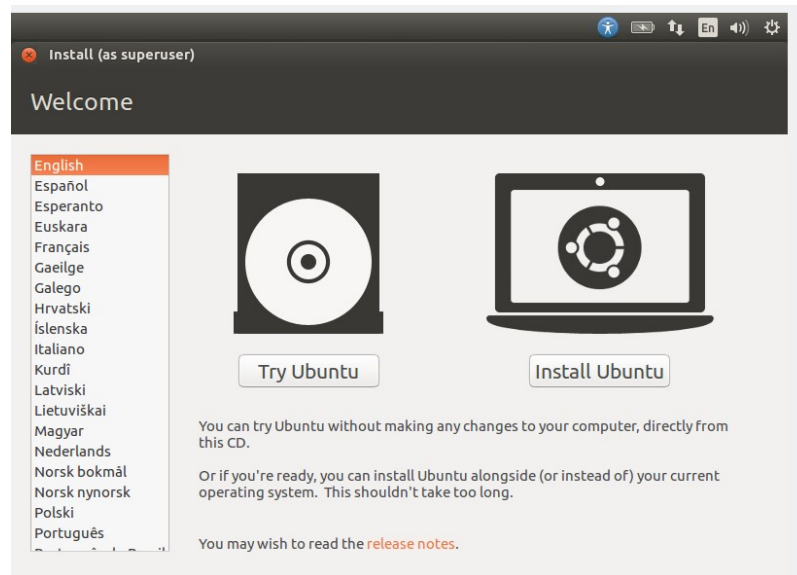 En
Install (as superuser)
Welcome
English
Español
Esperanto
Euskara
Français
Gaeilge
Galego
Hrvatski
Íslenska
Italiano
Kurdî
Latviski
Lietuviškai
Magyar
Nederlands
Norsk bokmål
Norsk nynorsk
Polski
Português
Try Ubuntu
Install Ubuntu
You can try Ubuntu without making any changes to your computer, directly from
this CD.
Or if you're ready, you can install Ubuntu alongside (or instead of) your current
operating system. This shouldn't take too long.
You may wish to read the release notes.